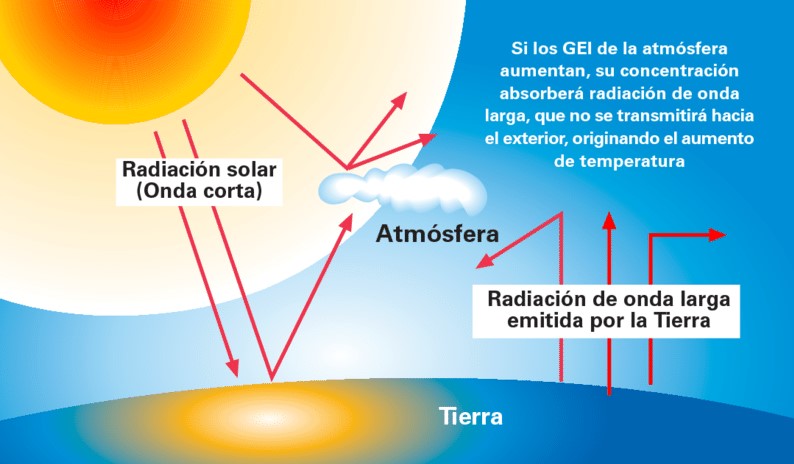 Si los GEI de la atmósfera
aumentan, su concentración
absorberá radiación de onda
larga, que no se transmitirá hacia
el exterior, originando el aumento
de temperatura
Radiación solar
(Onda corta)
Atmósfera
Radiación de onda larga
emitida por la Tierra
Tierra